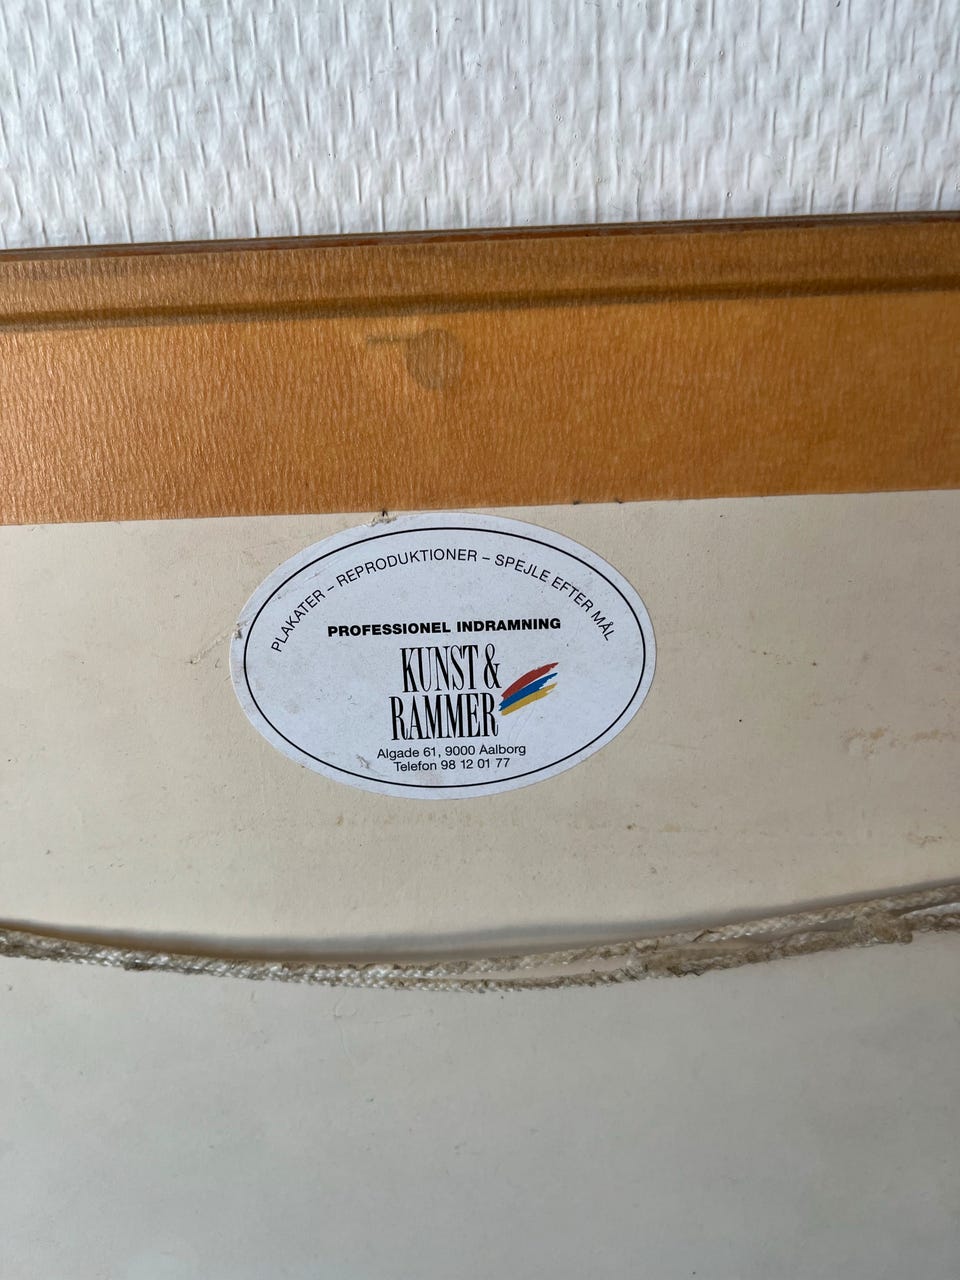 PLAKATER – REPRODUKTIONER – SPEJLE EFTER MÅL
PROFESSIONEL INDRAMNING
KUNST &
RAMMER
Algade 61, 9000 Aalborg
Telefon 98 12 01 77